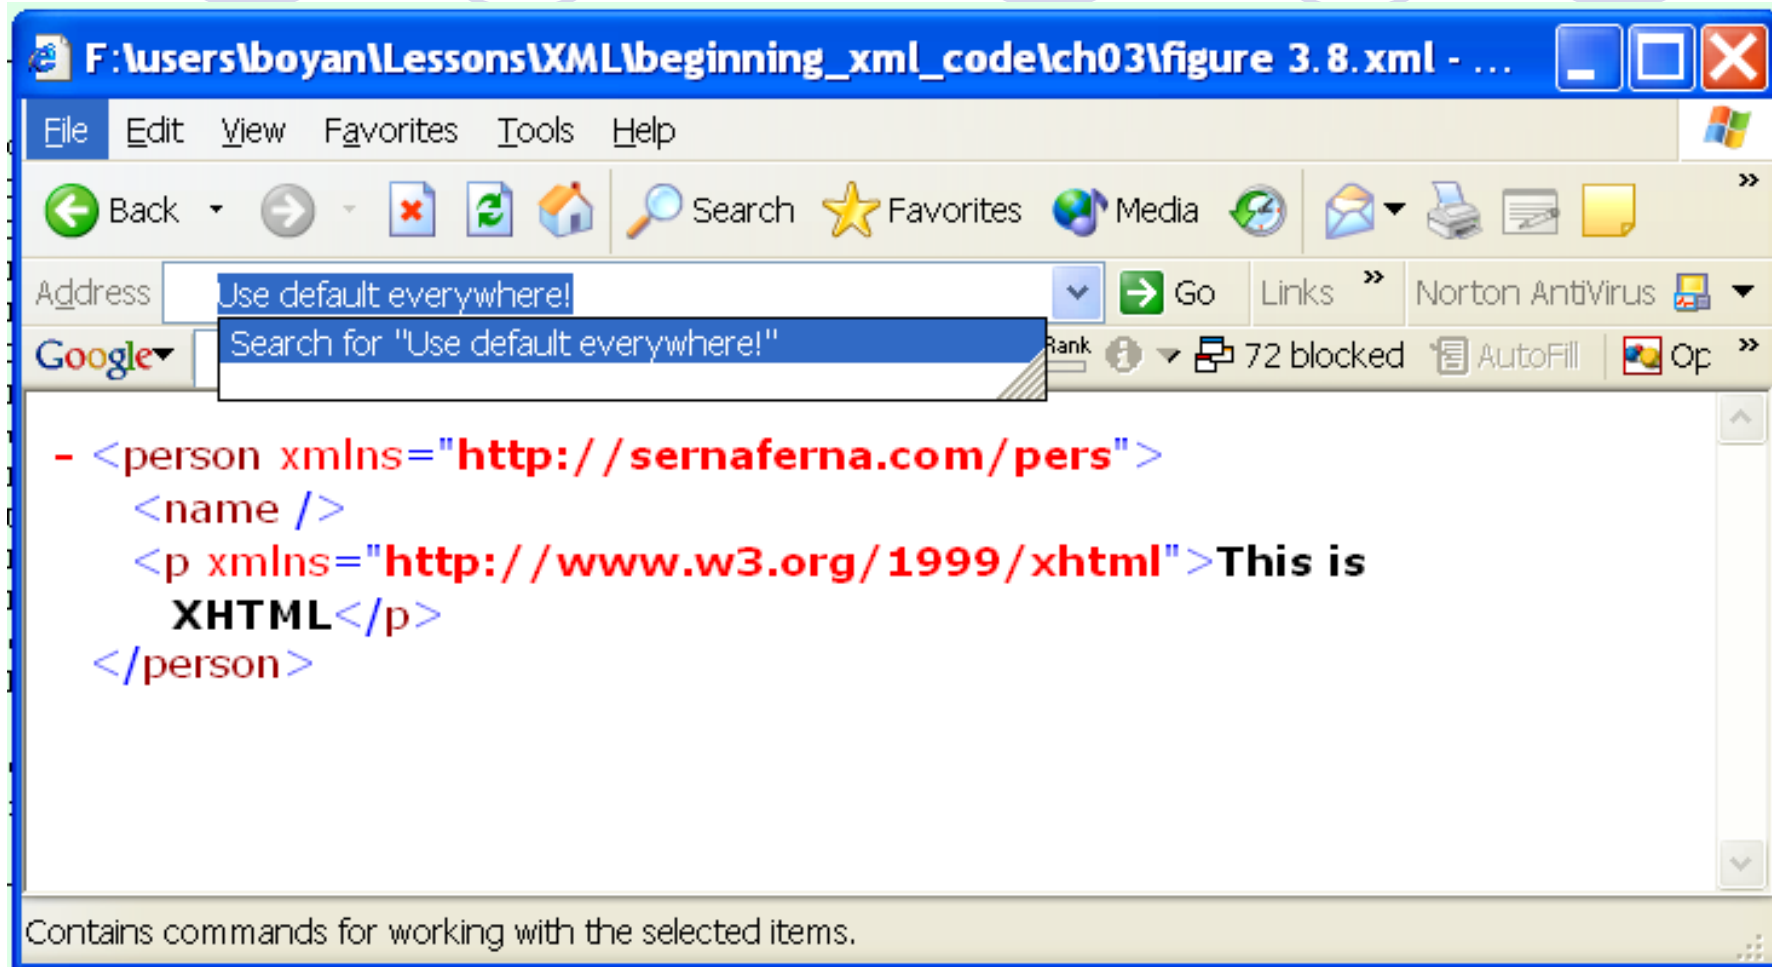 F:\users\boyan\Lessons\XML\beginning_xml_code\ch03\figure 3.8.xml - ...
File Edit View Favorites Tools Help
Back Search Favorites Media
Address Use default everywhere! Go Links » Norton AntiVirus
Search for "Use default everywhere!"
Google Rank 72 blocked AutoFill Op »
- <person xmlns="http://sernaferna.com/pers">
<name />
<p xmlns="http://www.w3.org/1999/xhtml">This is
XHTML</p>
</person>
Contains commands for working with the selected items.